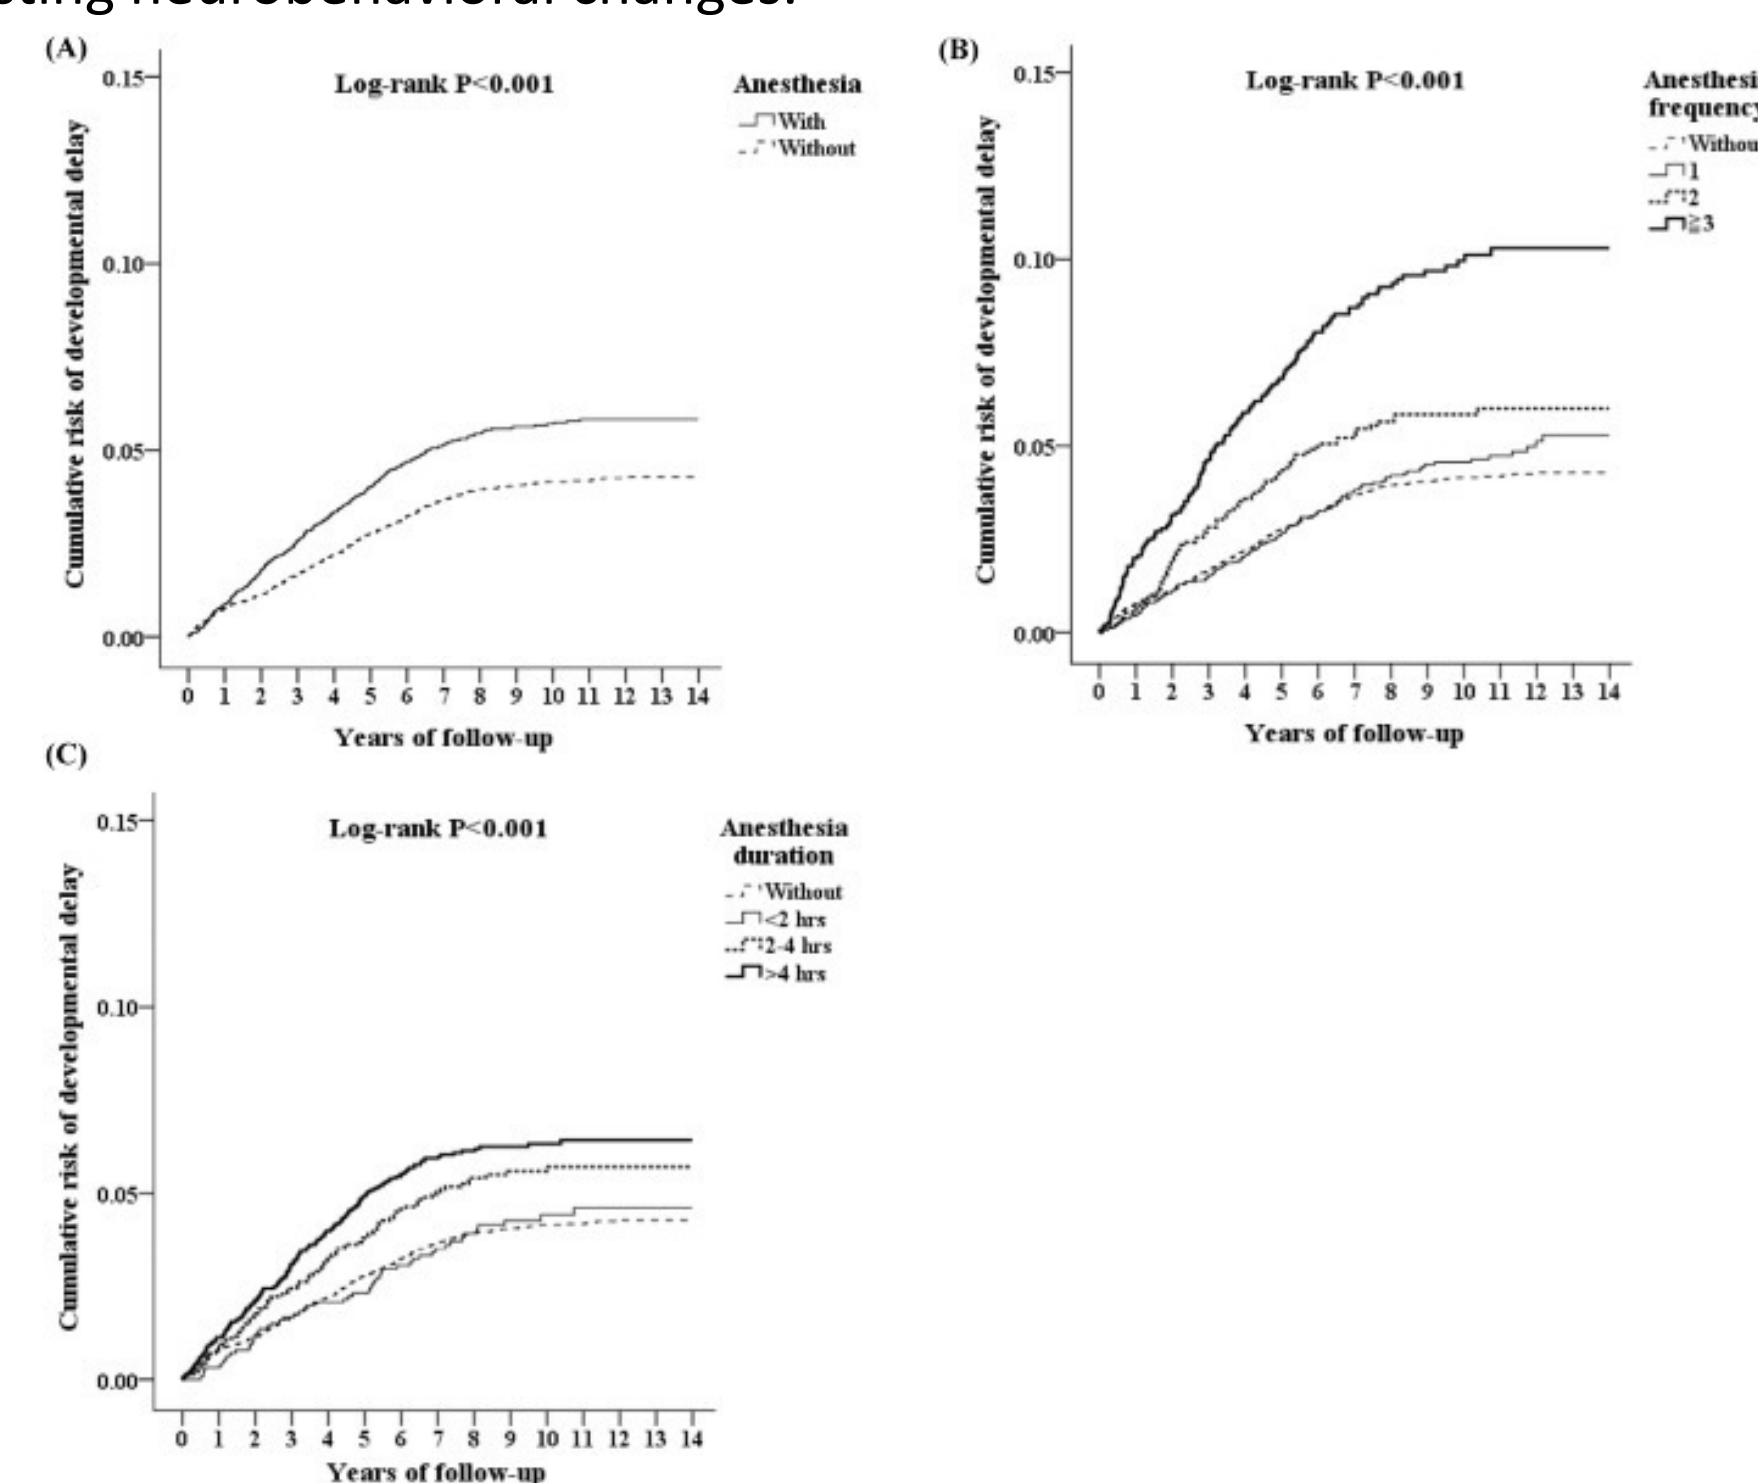 neurobehavioral changes.
(A)
Log-rank P<0.001
Anesthesia
With
Without
Cumulative risk of developmental delay
0.15
0.10
0.05
0.00
0 1 2 3 4 5 6 7 8 9 10 11 12 13 14
Years of follow-up
(B)
Log-rank P<0.001
Anesthesi
frequency
Withou
1
2
≧3
Cumulative risk of developmental delay
0.15
0.10
0.05
0.00
0 1 2 3 4 5 6 7 8 9 10 11 12 13 14
Years of follow-up
(C)
Log-rank P<0.001
Anesthesia
duration
Without
<2 hrs
2-4 hrs
>4 hrs
Cumulative risk of developmental delay
0.15
0.10
0.05
0.00
0 1 2 3 4 5 6 7 8 9 10 11 12 13 14
Years of follow-up